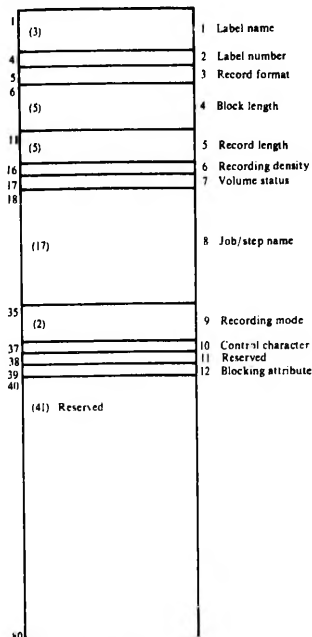 1
(3)
1 Label name
4
2 Label number
5
3 Record format
6
(5)
4 Block length
11
(5)
5 Record length
16
6 Recording density
17
7 Volume status
18
(17)
8 Job/step name
35
(2)
9 Recording mode
37
10 Control character
38
11 Reserved
39
12 Blocking attribute
40
(41) Reserved
80